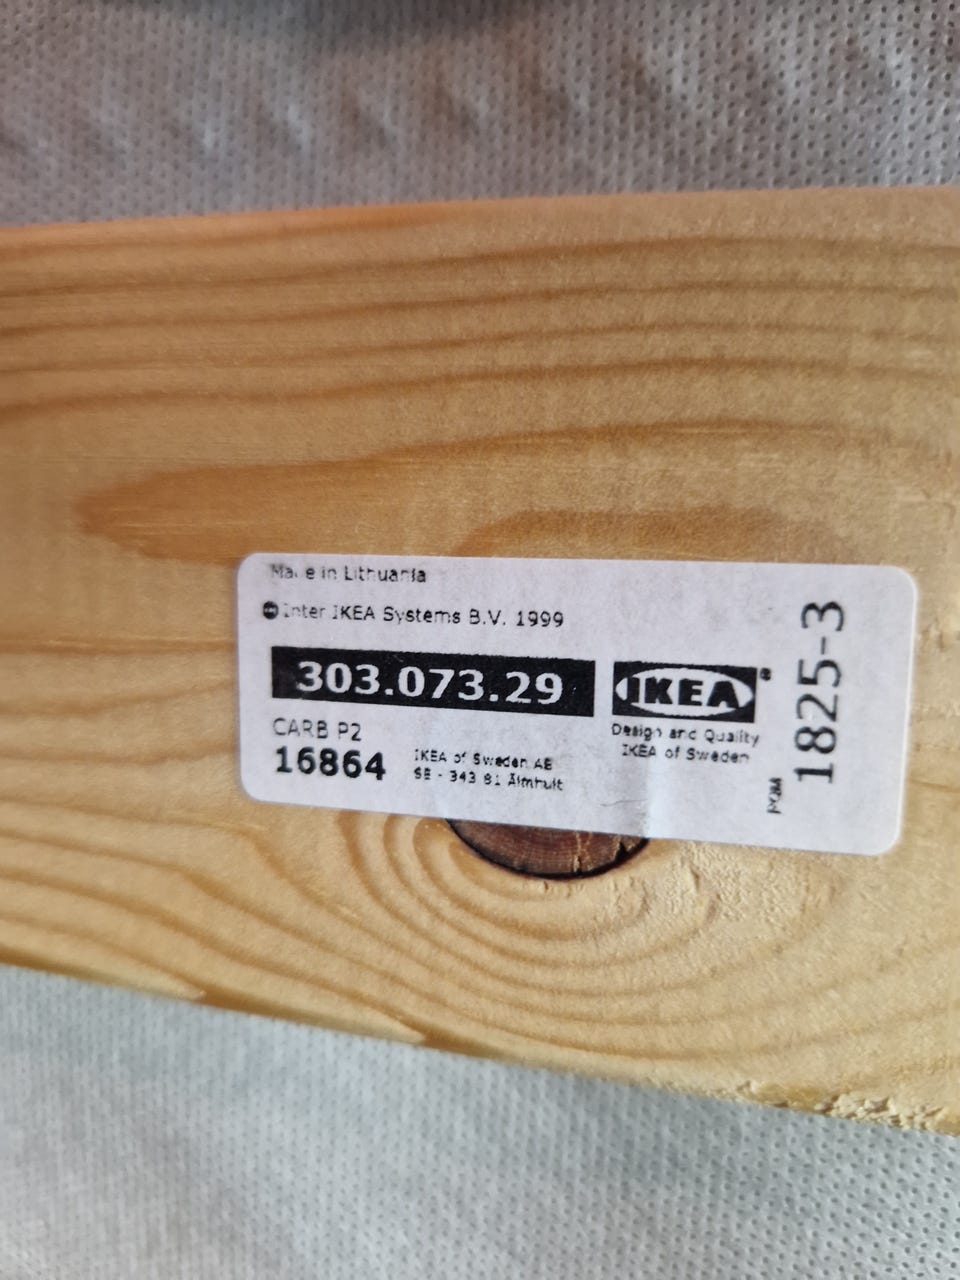 Made in Lithuania
Inter IKEA Systems B.V. 1999
303.073.29
IKEA®
CARB P2
16864
IKEA of Sweden AB
SE - 343 81 Älmhult
Design and Quality
IKEA of Sweden
1825-3